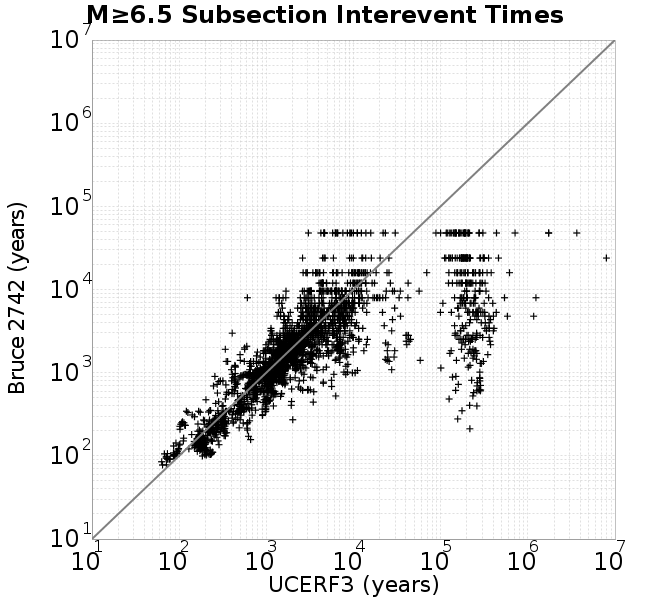 M≥6.5 Subsection Interevent Times
10^7
10^6
10^5
10^4
10^3
10^2
10^1
Bruce 2742 (years)
10^1 10^2 10^3 10^4 10^5 10^6 10^7
UCERF3 (years)